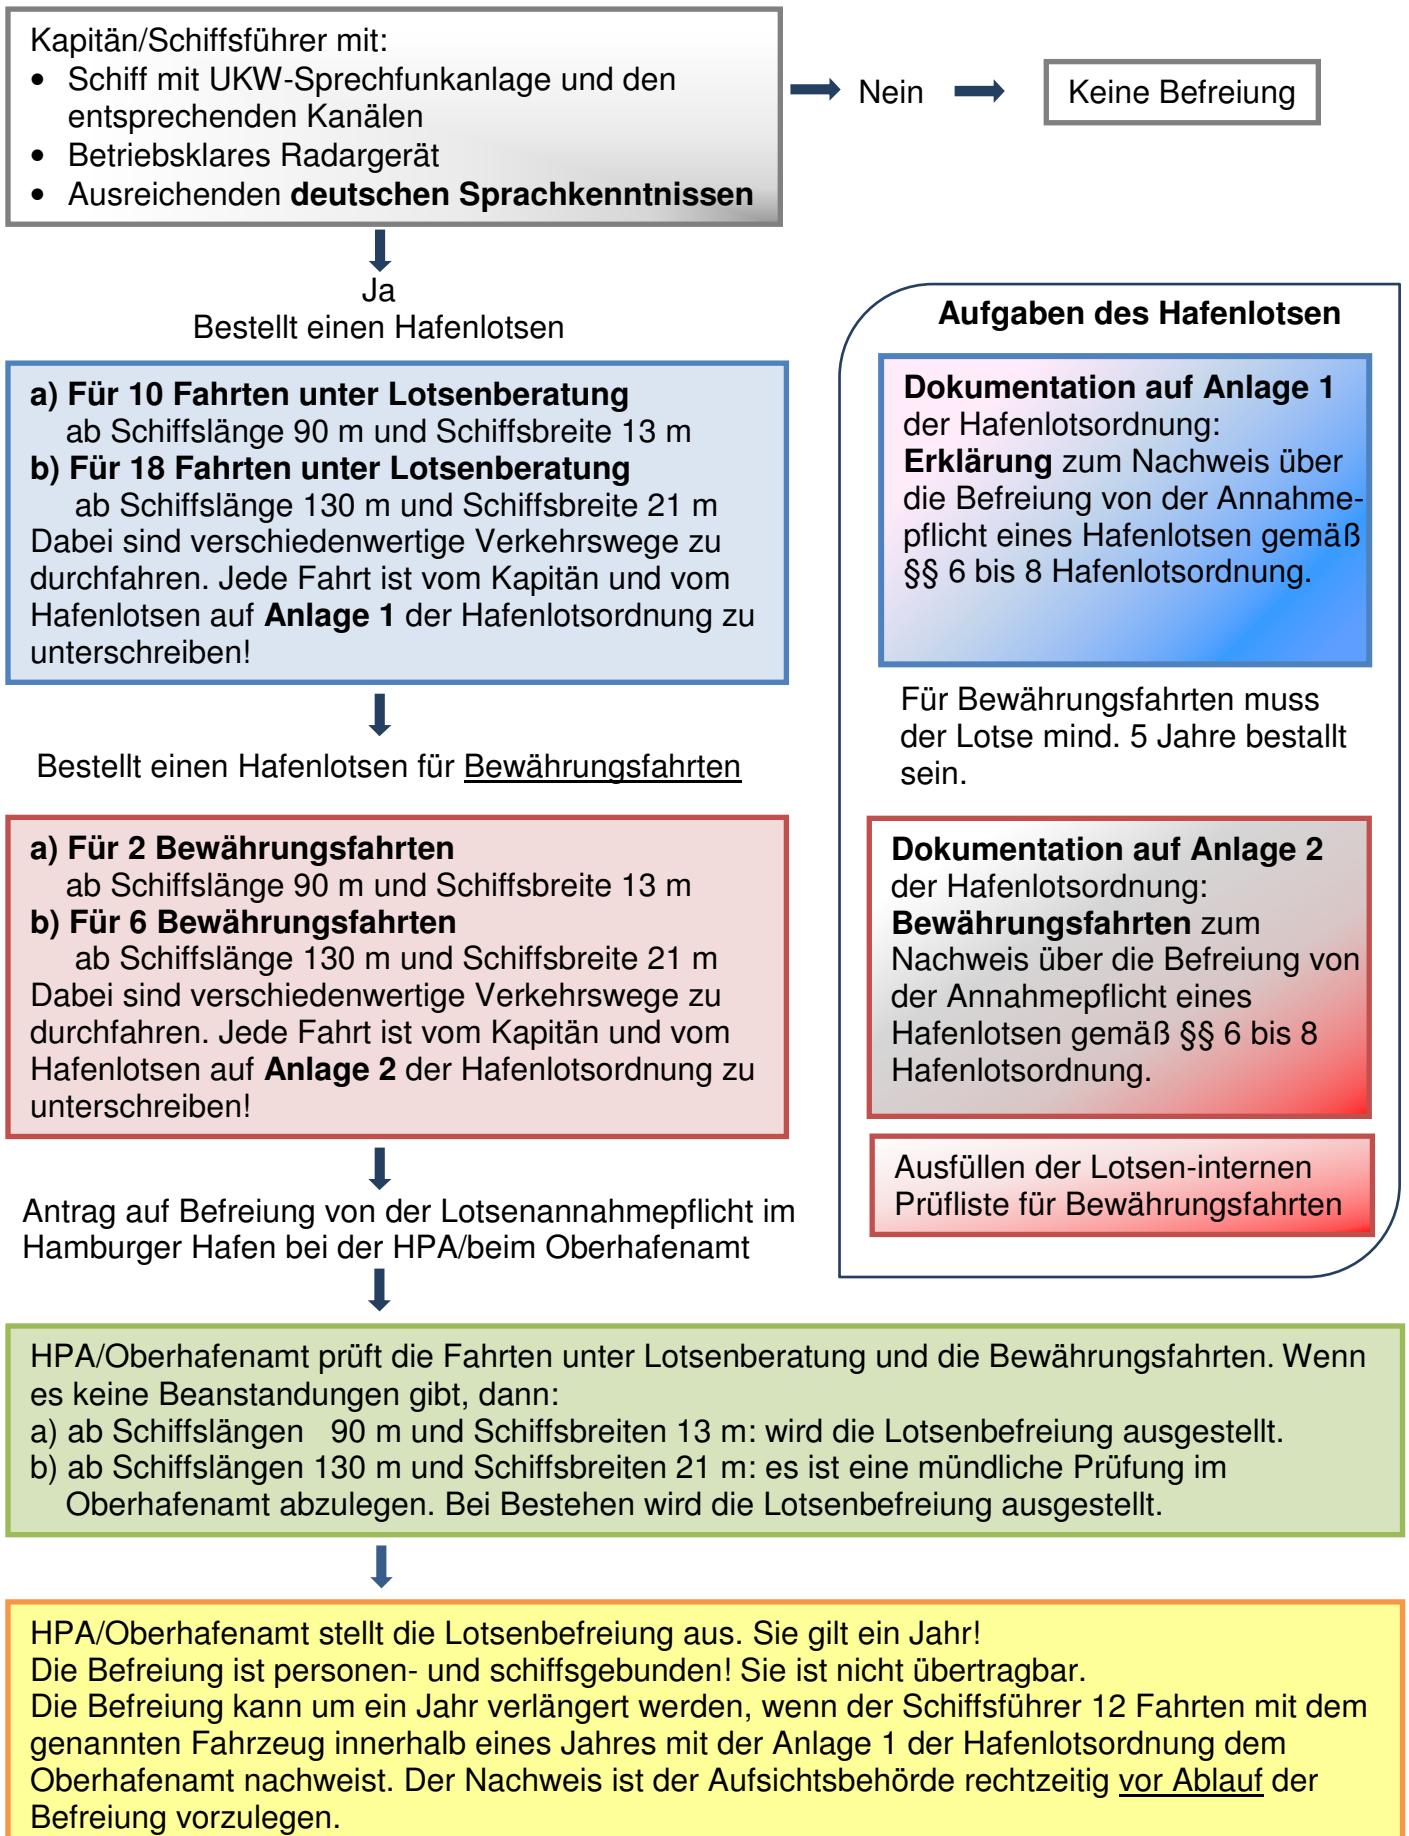 Kapitän/Schiffsführer mit:
• Schiff mit UKW-Sprechfunkanlage und den
entsprechenden Kanälen
• Betriebsklares Radargerät
• Ausreichenden deutschen Sprachkenntnissen
Nein
Keine Befreiung
Ja
Bestellt einen Hafenlotsen
a) Für 10 Fahrten unter Lotsenberatung
ab Schiffslänge 90 m und Schiffsbreite 13 m
b) Für 18 Fahrten unter Lotsenberatung
ab Schiffslänge 130 m und Schiffsbreite 21 m
Dabei sind verschiedenwertige Verkehrswege zu
durchfahren. Jede Fahrt ist vom Kapitän und vom
Hafenlotsen auf Anlage 1 der Hafenlotsordnung zu
unterschreiben!
Bestellt einen Hafenlotsen für Bewährungsfahrten
a) Für 2 Bewährungsfahrten
ab Schiffslänge 90 m und Schiffsbreite 13 m
b) Für 6 Bewährungsfahrten
ab Schiffslänge 130 m und Schiffsbreite 21 m
Dabei sind verschiedenwertige Verkehrswege zu
durchfahren. Jede Fahrt ist vom Kapitän und vom
Hafenlotsen auf Anlage 2 der Hafenlotsordnung zu
unterschreiben!
Aufgaben des Hafenlotsen
Dokumentation auf Anlage 1
der Hafenlotsordnung:
Erklärung zum Nachweis über
die Befreiung von der Annahme-
pflicht eines Hafenlotsen gemäß
§§ 6 bis 8 Hafenlotsordnung.
Für Bewährungsfahrten muss
der Lotse mind. 5 Jahre bestallt
sein.
Dokumentation auf Anlage 2
der Hafenlotsordnung:
Bewährungsfahrten zum
Nachweis über die Befreiung von
der Annahmepflicht eines
Hafenlotsen gemäß §§ 6 bis 8
Hafenlotsordnung.
Ausfüllen der Lotsen-internen
Prüfliste für Bewährungsfahrten
Antrag auf Befreiung von der Lotsenannahmepflicht im
Hamburger Hafen bei der HPA/beim Oberhafenamt
HPA/Oberhafenamt prüft die Fahrten unter Lotsenberatung und die Bewährungsfahrten. Wenn
es keine Beanstandungen gibt, dann:
a) ab Schiffslängen 90 m und Schiffsbreiten 13 m: wird die Lotsenbefreiung ausgestellt.
b) ab Schiffslängen 130 m und Schiffsbreiten 21 m: es ist eine mündliche Prüfung im
Oberhafenamt abzulegen. Bei Bestehen wird die Lotsenbefreiung ausgestellt.
HPA/Oberhafenamt stellt die Lotsenbefreiung aus. Sie gilt ein Jahr!
Die Befreiung ist personen- und schiffsgebunden! Sie ist nicht übertragbar.
Die Befreiung kann um ein Jahr verlängert werden, wenn der Schiffsführer 12 Fahrten mit dem
genannten Fahrzeug innerhalb eines Jahres mit der Anlage 1 der Hafenlotsordnung dem
Oberhafenamt nachweist. Der Nachweis ist der Aufsichtsbehörde rechtzeitig vor Ablauf der
Befreiung vorzulegen.